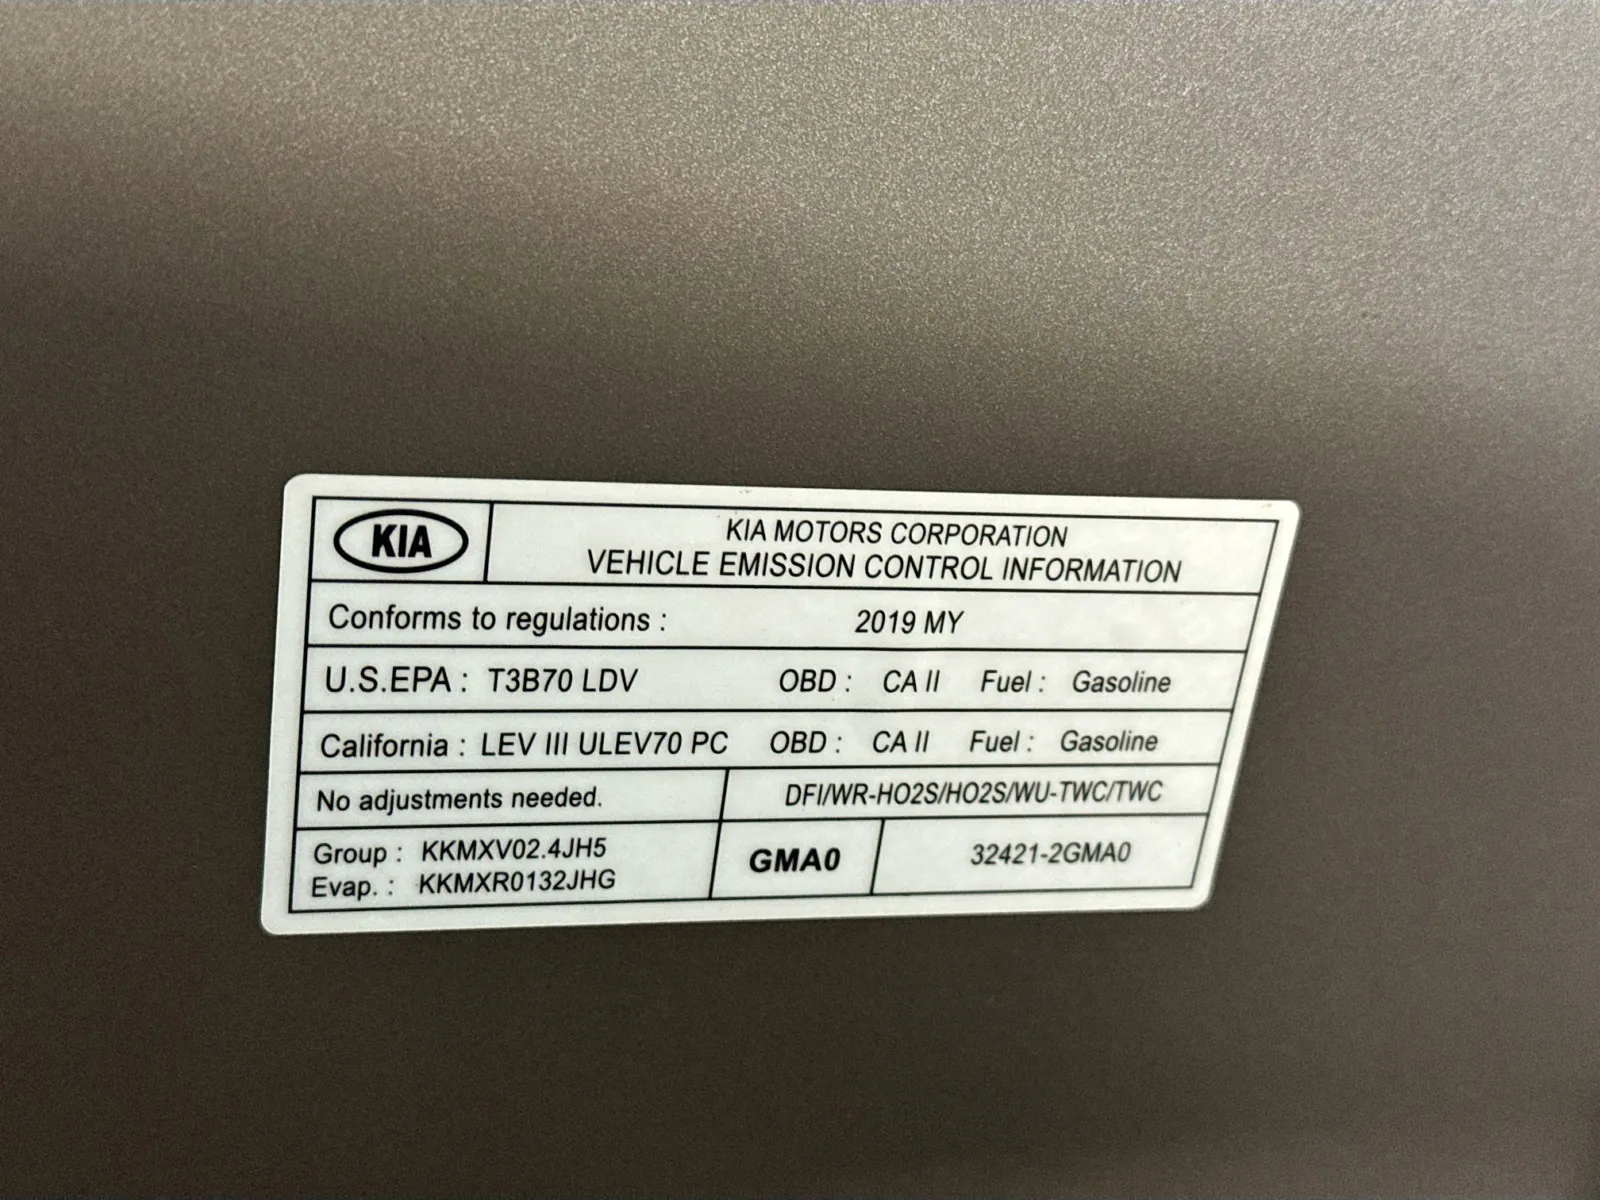 KIA
KIA MOTORS CORPORATION
VEHICLE EMISSION CONTROL INFORMATION
Conforms to regulations : 2019 MY
U.S.EPA : T3B70 LDV OBD : CA II Fuel : Gasoline
California : LEV III ULEV70 PC OBD : CA II Fuel : Gasoline
No adjustments needed. DFI/WR-HO2S/HO2S/WU-TWC/TWC
Group : KKMXV02.4JH5
Evap. : KKMXR0132JHG
GMA0
32421-2GMA0